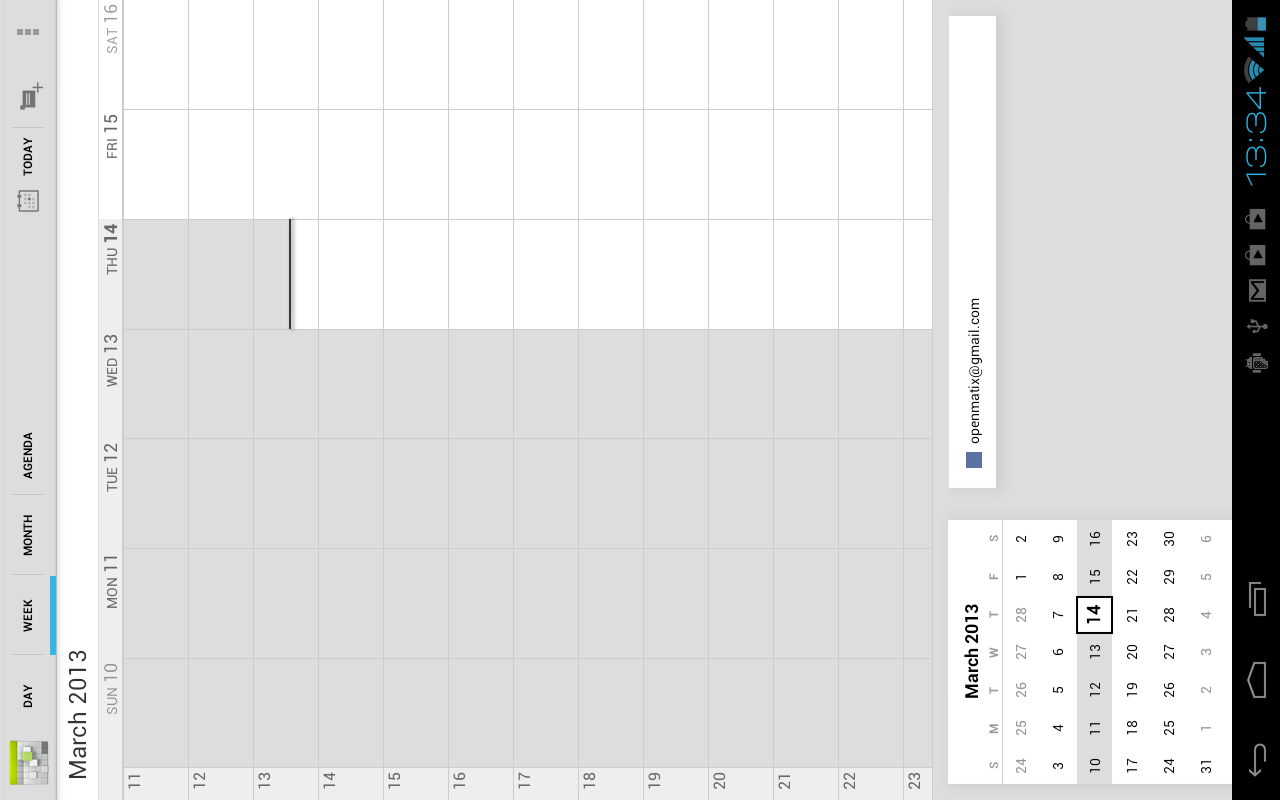 DAY WEEK MONTH AGENDA TODAY
March 2013
SUN 10 MON 11 TUE 12 WED 13 THU 14 FRI 15 SAT 16
11
12
13
14
15
16
17
18
19
20
21
22
23
March 2013
S M T W T F S
24 25 26 27 28 1 2
3 4 5 6 7 8 9
10 11 12 13 14 15 16
17 18 19 20 21 22 23
24 25 26 27 28 29 30
31 1 2 3 4 5 6
openmatix@gmail.com
13:34